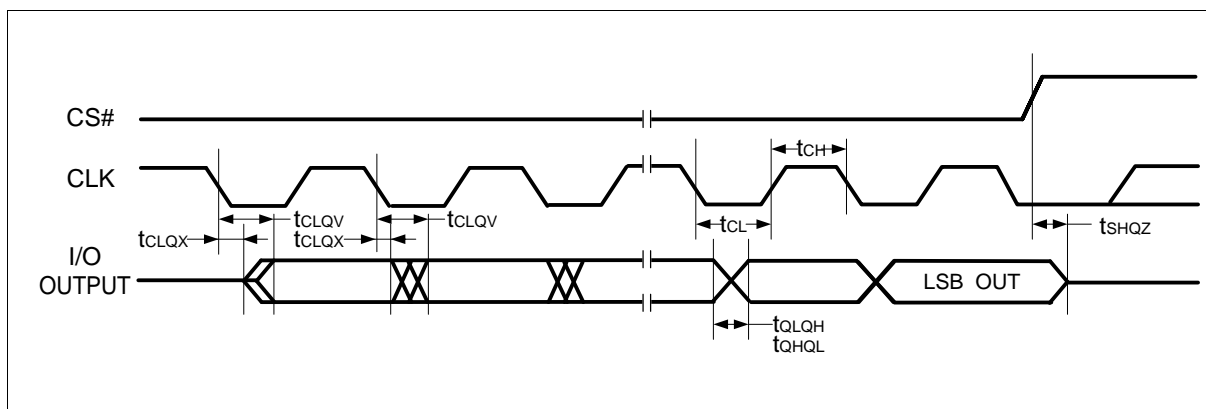 CS#
tCH
CLK
tCLQV
tCLQV
tCLQX
tCLQX
tCL
tSHQZ
I/O
OUTPUT
LSB OUT
tQLQH
tQHQL